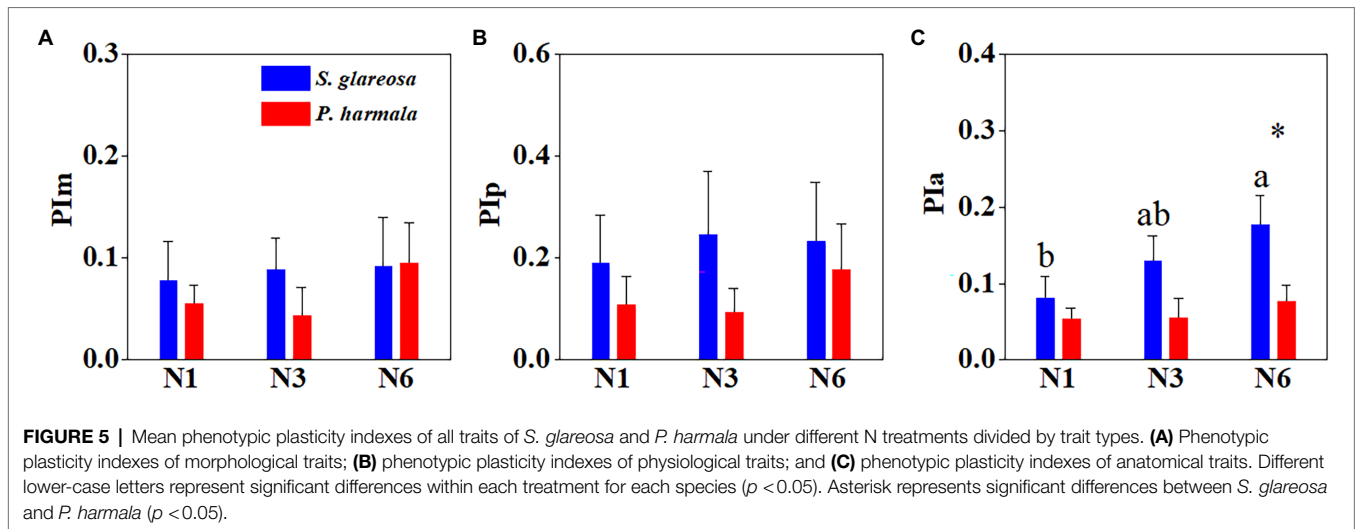 A
0.3
0.2
0.1
0.0
PIm
S. glareosa
P. harmala
N1 N3 N6
B
0.6
0.4
0.2
0.0
PIp
N1 N3 N6
C
0.4
0.3
0.2
0.1
0.0
PIa
b ab a *
N1 N3 N6
FIGURE 5 | Mean phenotypic plasticity indexes of all traits of S. glareosa and P. harmala under different N treatments divided by trait types. (A) Phenotypic
plasticity indexes of morphological traits; (B) phenotypic plasticity indexes of physiological traits; and (C) phenotypic plasticity indexes of anatomical traits. Different
lower-case letters represent significant differences within each treatment for each species (p <0.05). Asterisk represents significant differences between S. glareosa
and P. harmala (p <0.05).